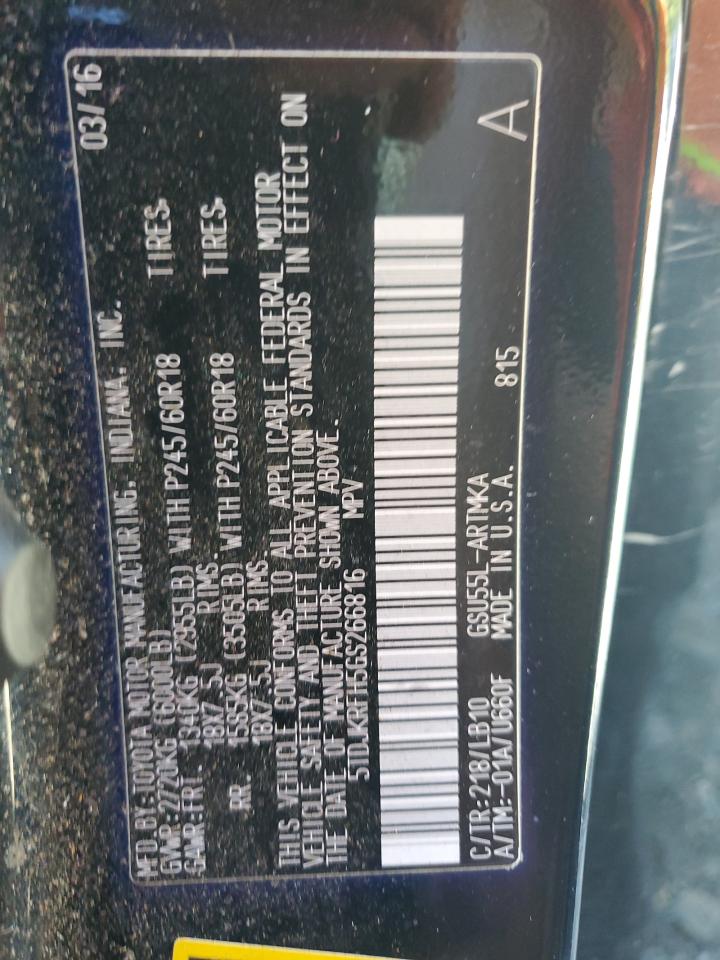 MFD. BY: TOYOTA MOTOR MANUFACTURING, INDIANA, INC. 03/16
GVWR: 2720KG (6000LB)
GAWR: FRT. 1340KG (2955LB) WITH P245/60R18 TIRES,
18X7.5J RIMS.
RR. 1585KG (3505LB) WITH P245/60R18 TIRES,
18X7.5J RIMS.
THIS VEHICLE CONFORMS TO ALL APPLICABLE FEDERAL MOTOR
VEHICLE SAFETY AND THEFT PREVENTION STANDARDS IN EFFECT ON
THE DATE OF MANUFACTURE SHOWN ABOVE.
5TDJKRFH5GS266816 MPV
C/TR: 218/LB10 GSU55L-ARTMKA A
A/TM: -01A/U660F MADE IN U.S.A. 815